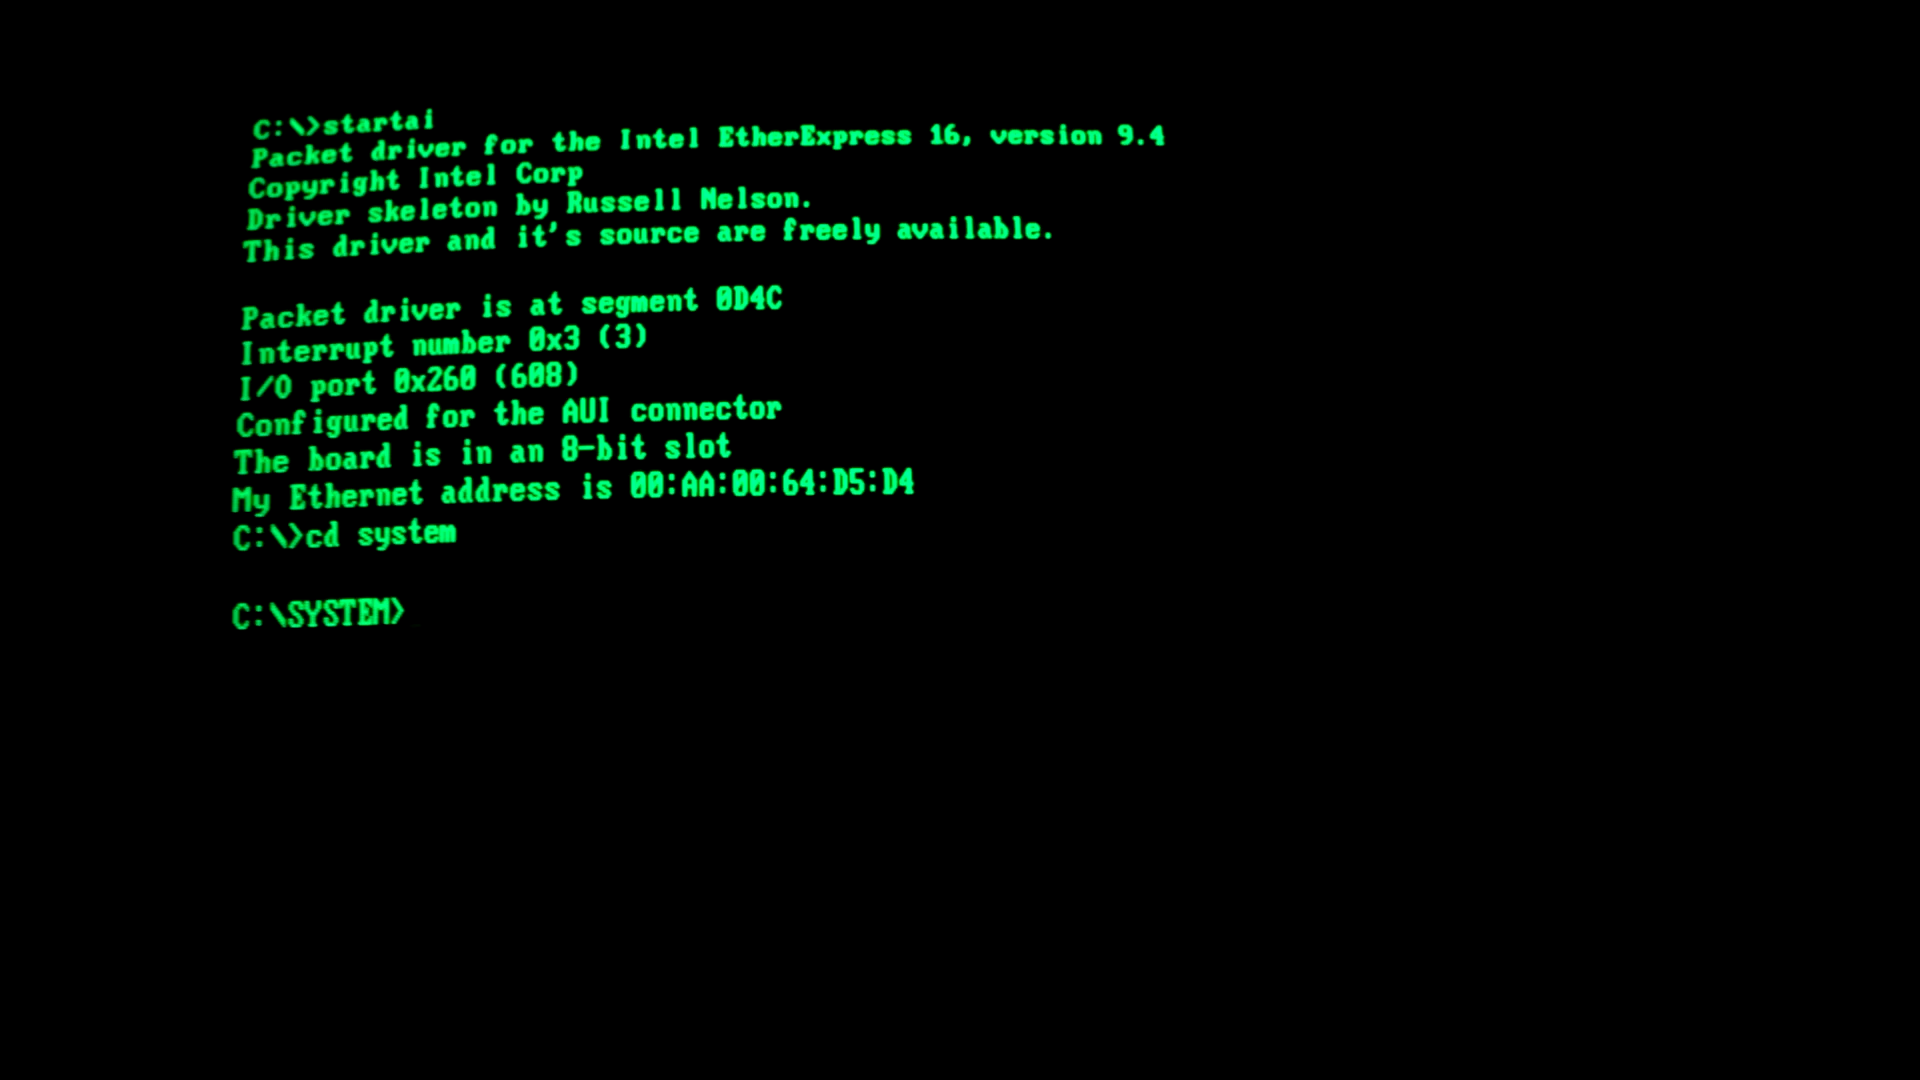 C:\>startai
Packet driver for the Intel EtherExpress 16, version 9.4
Copyright Intel Corp
Driver skeleton by Russell Nelson.
This driver and it's source are freely available.
Packet driver is at segment 0D4C
Interrupt number 0x3 (3)
I/O port 0x260 (608)
Configured for the AUI connector
The board is in an 8-bit slot
My Ethernet address is 00:AA:00:64:D5:D4
C:\>cd system
C:\SYSTEM>